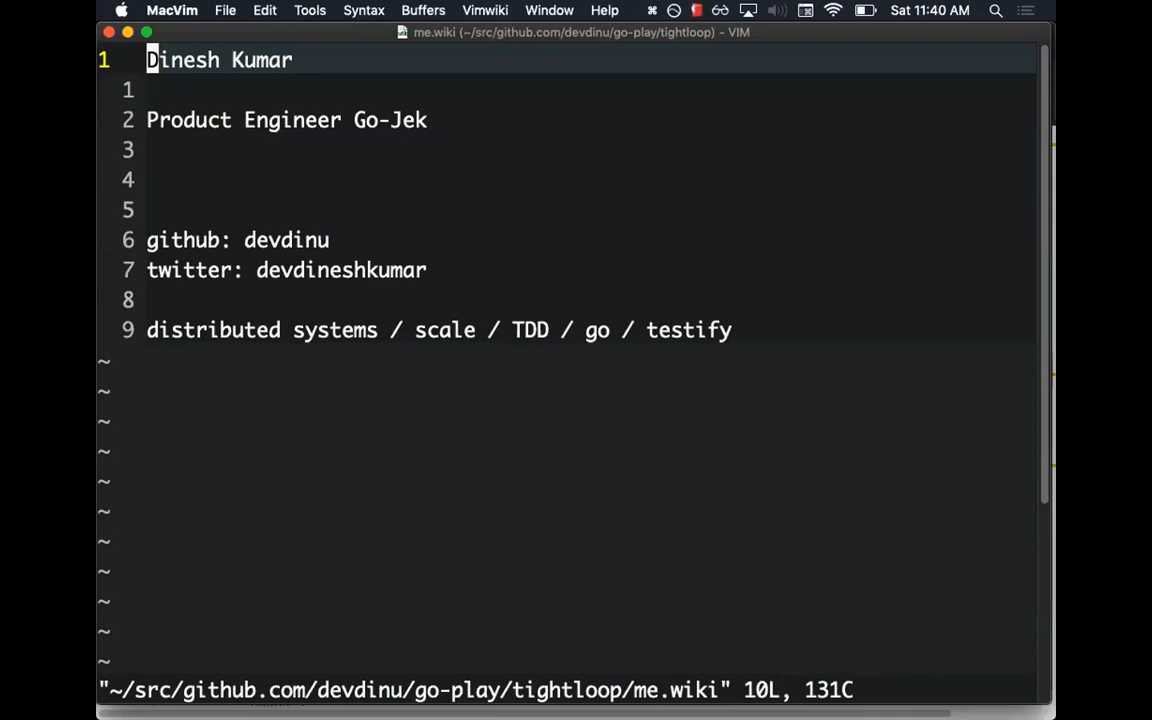 MacVim File Edit Tools Syntax Buffers Vimwiki Window Help Sat 11:40 AM
me.wiki (~/src/github.com/devdinu/go-play/tightloop) - VIM
1 Dinesh Kumar
1
2 Product Engineer Go-Jek
3
4
5
6 github: devdinu
7 twitter: devdineshkumar
8
9 distributed systems / scale / TDD / go / testify
~
~
~
~
~
~
~
~
~
~
~
"~/src/github.com/devdinu/go-play/tightloop/me.wiki" 10L, 131C